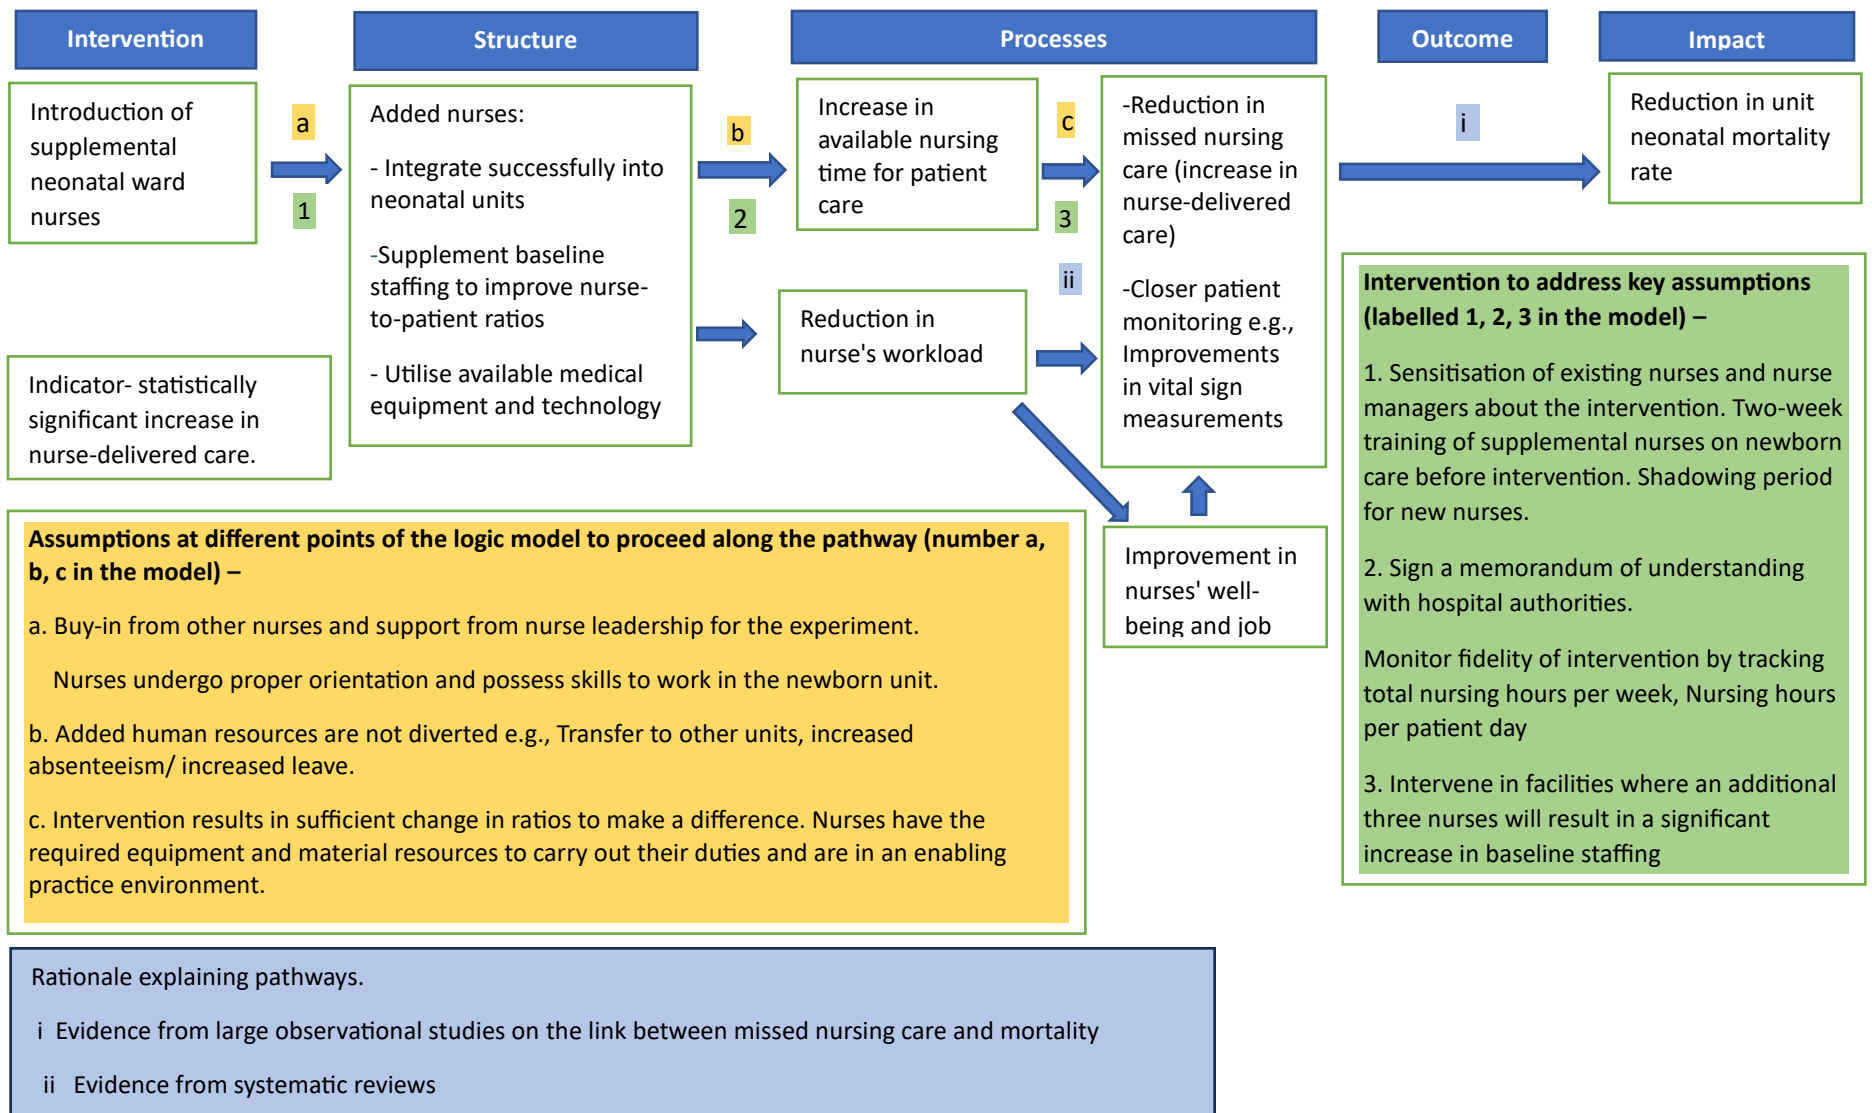 Intervention
Structure
Processes
Outcome
Impact
Introduction of
supplemental
neonatal ward
nurses
a
1
Added nurses:
- Integrate successfully into
neonatal units
-Supplement baseline
staffing to improve nurse-
to-patient ratios
- Utilise available medical
equipment and technology
b
2
Increase in
available nursing
time for patient
care
c
3
ii
Reduction in
nurse's workload
-Reduction in
missed nursing
care (increase in
nurse-delivered
care)
-Closer patient
monitoring e.g.,
Improvements
in vital sign
measurements
i
Reduction in unit
neonatal mortality
rate
Indicator- statistically
significant increase in
nurse-delivered care.
Improvement in
nurses' well-
being and job
Assumptions at different points of the logic model to proceed along the pathway (number a,
b, c in the model) –
a. Buy-in from other nurses and support from nurse leadership for the experiment.
Nurses undergo proper orientation and possess skills to work in the newborn unit.
b. Added human resources are not diverted e.g., Transfer to other units, increased
absenteeism/ increased leave.
c. Intervention results in sufficient change in ratios to make a difference. Nurses have the
required equipment and material resources to carry out their duties and are in an enabling
practice environment.
Intervention to address key assumptions
(labelled 1, 2, 3 in the model) –
1. Sensitisation of existing nurses and nurse
managers about the intervention. Two-week
training of supplemental nurses on newborn
care before intervention. Shadowing period
for new nurses.
2. Sign a memorandum of understanding
with hospital authorities.
Monitor fidelity of intervention by tracking
total nursing hours per week, Nursing hours
per patient day
3. Intervene in facilities where an additional
three nurses will result in a significant
increase in baseline staffing
Rationale explaining pathways.
i Evidence from large observational studies on the link between missed nursing care and mortality
ii Evidence from systematic reviews